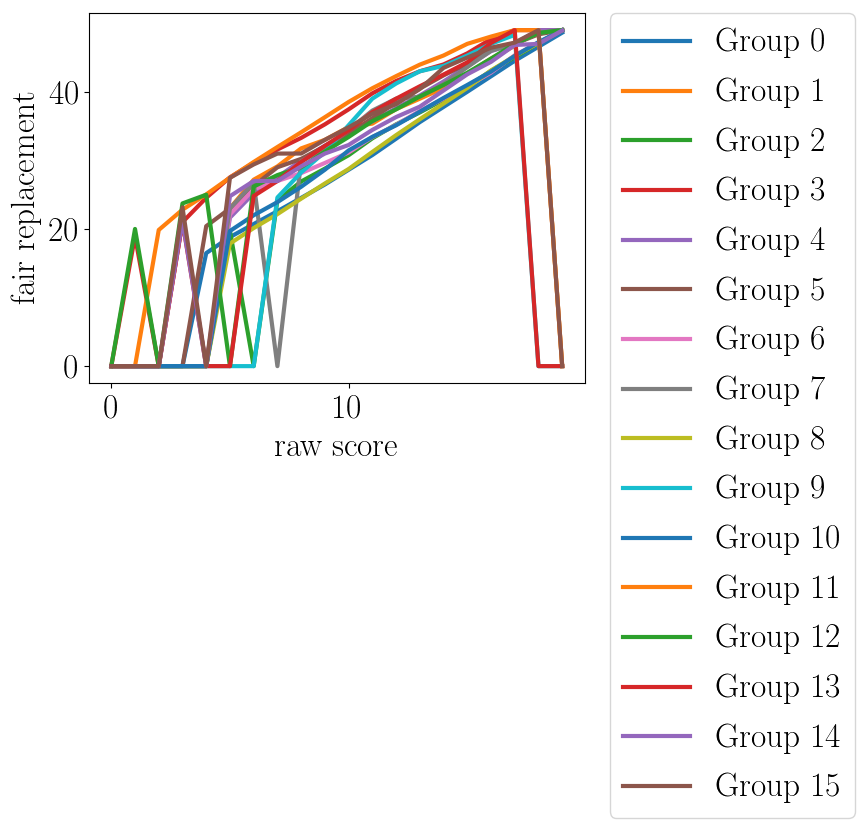 fair replacement
40
20
0
0
10
raw score
Group 0
Group 1
Group 2
Group 3
Group 4
Group 5
Group 6
Group 7
Group 8
Group 9
Group 10
Group 11
Group 12
Group 13
Group 14
Group 15